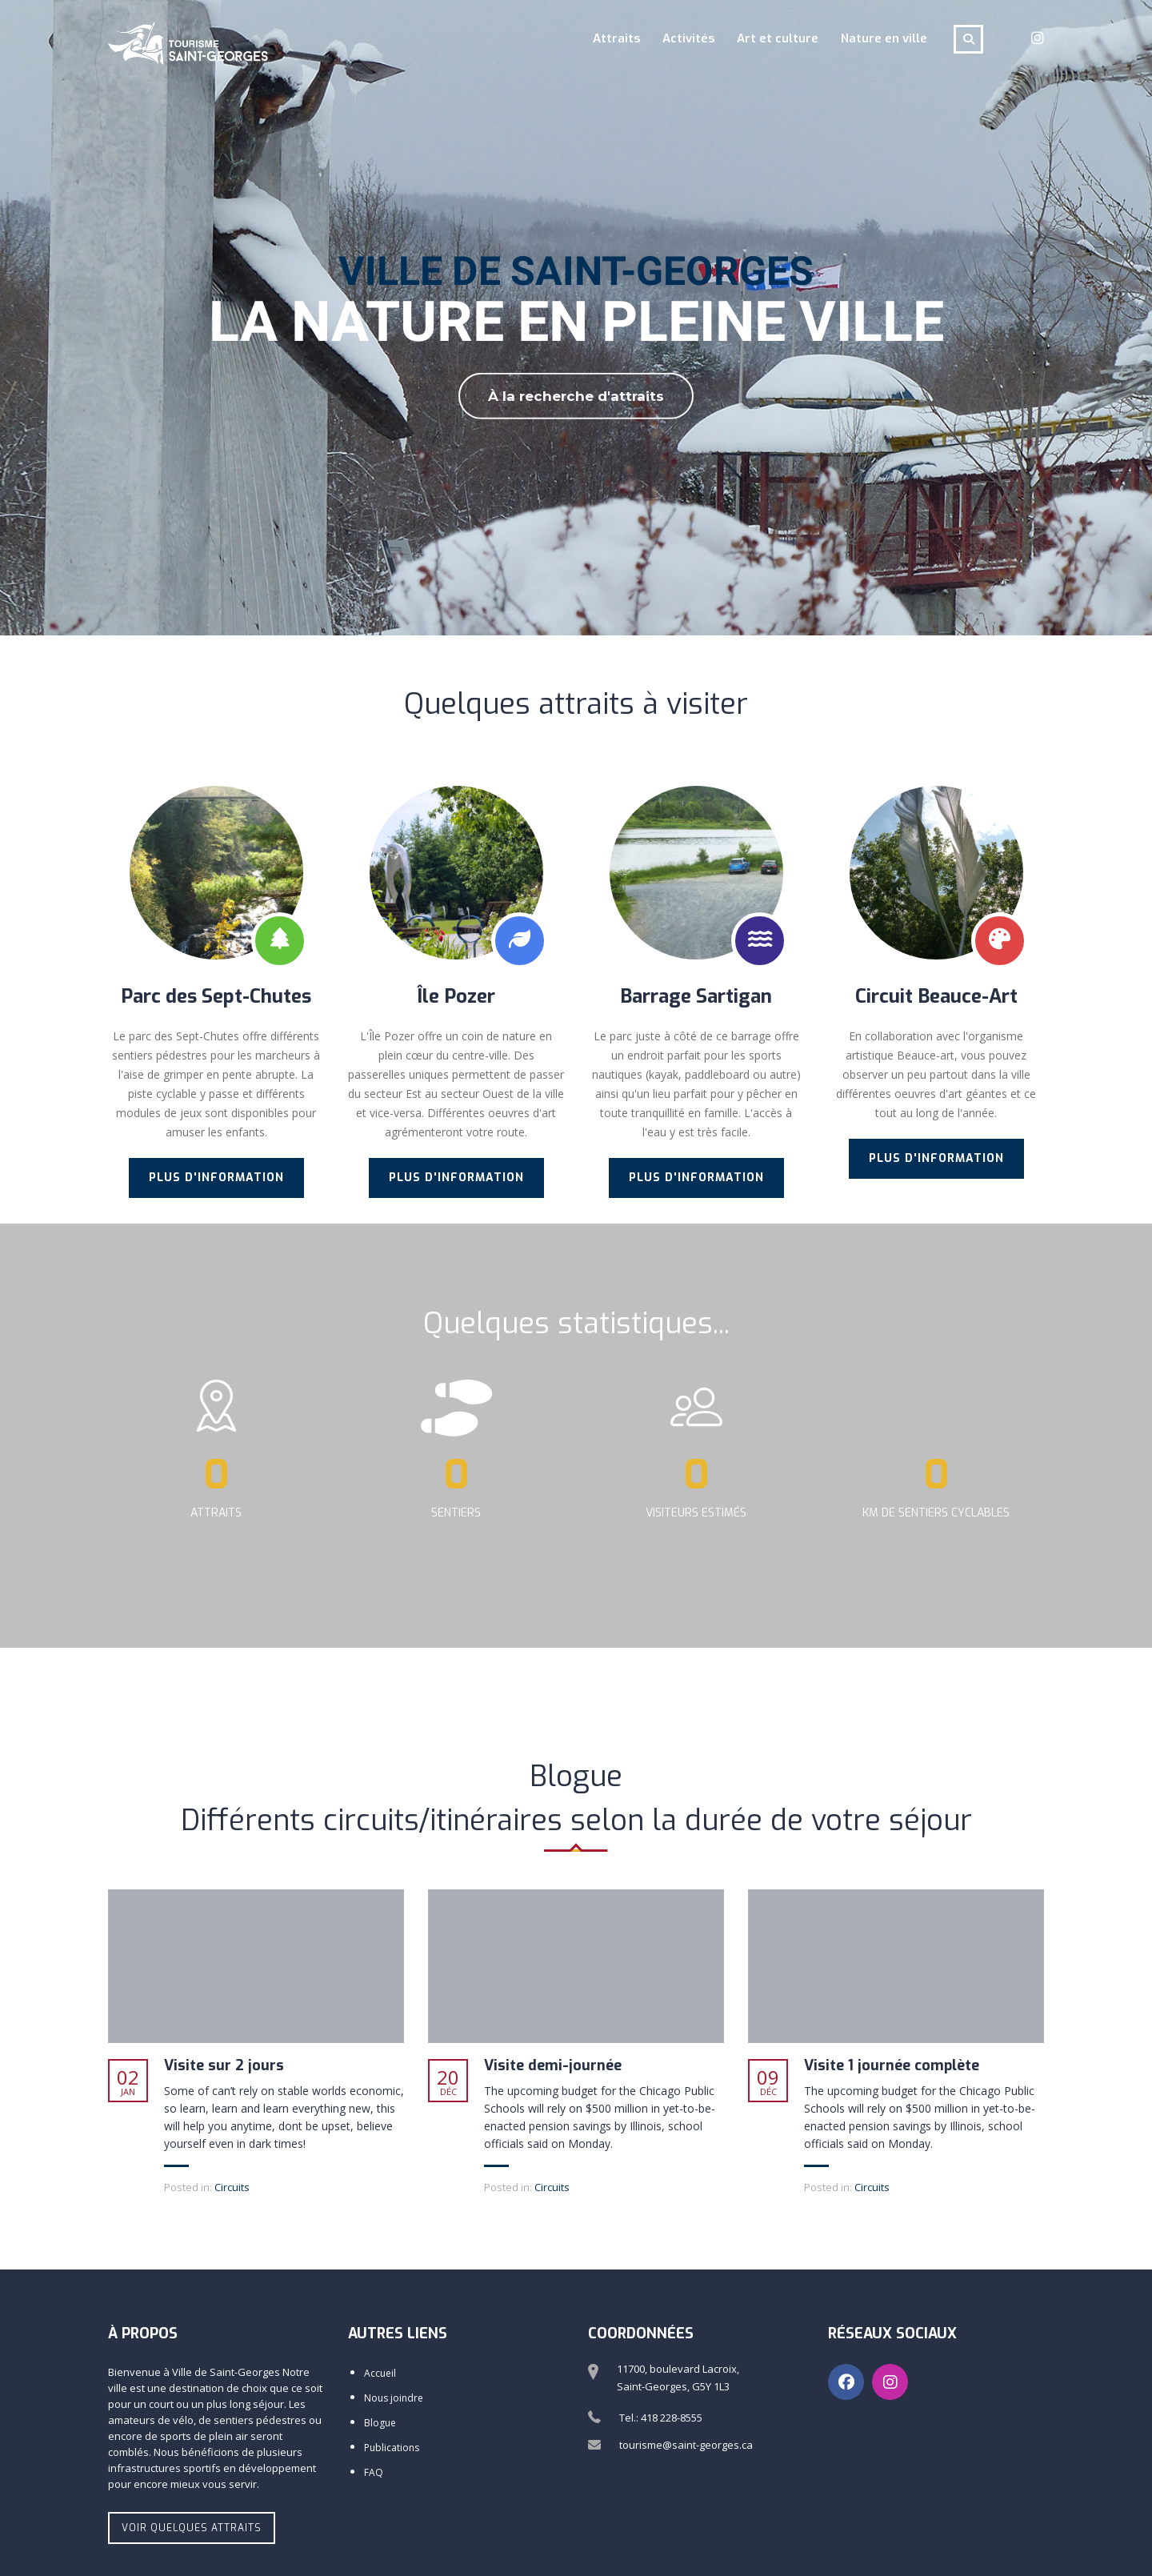 TOURISME
SAINT-GEORGES
Attraits
Activités
Art et culture
Nature en ville
VILLE DE SAINT-GEORGES
LA NATURE EN PLEINE VILLE
À la recherche d'attraits
Quelques attraits à visiter
Parc des Sept-Chutes
Le parc des Sept-Chutes offre différents
sentiers pédestres pour les marcheurs à
l'aise de grimper en pente abrupte. La
piste cyclable y passe et différents
modules de jeux sont disponibles pour
amuser les enfants.
PLUS D'INFORMATION
Île Pozer
L'Île Pozer offre un coin de nature en
plein cœur du centre-ville. Des
passerelles uniques permettent de passer
du secteur Est au secteur Ouest de la ville
et vice-versa. Différentes oeuvres d'art
agrémenteront votre route.
PLUS D'INFORMATION
Barrage Sartigan
Le parc juste à côté de ce barrage offre
un endroit parfait pour les sports
nautiques (kayak, paddleboard ou autre)
ainsi qu'un lieu parfait pour y pêcher en
toute tranquillité en famille. L'accès à
l'eau y est très facile.
PLUS D'INFORMATION
Circuit Beauce-Art
En collaboration avec l'organisme
artistique Beauce-art, vous pouvez
observer un peu partout dans la ville
différentes oeuvres d'art géantes et ce
tout au long de l'année.
PLUS D'INFORMATION
Quelques statistiques...
0
ATTRAITS
0
SENTIERS
0
VISITEURS ESTIMÉS
0
KM DE SENTIERS CYCLABLES
Blogue
Différents circuits/itinéraires selon la durée de votre séjour
02
JAN
Visite sur 2 jours
Some of can’t rely on stable worlds economic,
so learn, learn and learn everything new, this
will help you anytime, dont be upset, believe
yourself even in dark times!
Posted in: Circuits
20
DÉC
Visite demi-journée
The upcoming budget for the Chicago Public
Schools will rely on $500 million in yet-to-be-
enacted pension savings by Illinois, school
officials said on Monday.
Posted in: Circuits
09
DÉC
Visite 1 journée complète
The upcoming budget for the Chicago Public
Schools will rely on $500 million in yet-to-be-
enacted pension savings by Illinois, school
officials said on Monday.
Posted in: Circuits
À PROPOS
Bienvenue à Ville de Saint-Georges Notre
ville est une destination de choix que ce soit
pour un court ou un plus long séjour. Les
amateurs de vélo, de sentiers pédestres ou
encore de sports de plein air seront
comblés. Nous bénéficions de plusieurs
infrastructures sportifs en développement
pour encore mieux vous servir.
VOIR QUELQUES ATTRAITS
AUTRES LIENS
Accueil
Nous joindre
Blogue
Publications
FAQ
COORDONNÉES
11700, boulevard Lacroix,
Saint-Georges, G5Y 1L3
Tel.: 418 228-8555
tourisme@saint-georges.ca
RÉSEAUX SOCIAUX